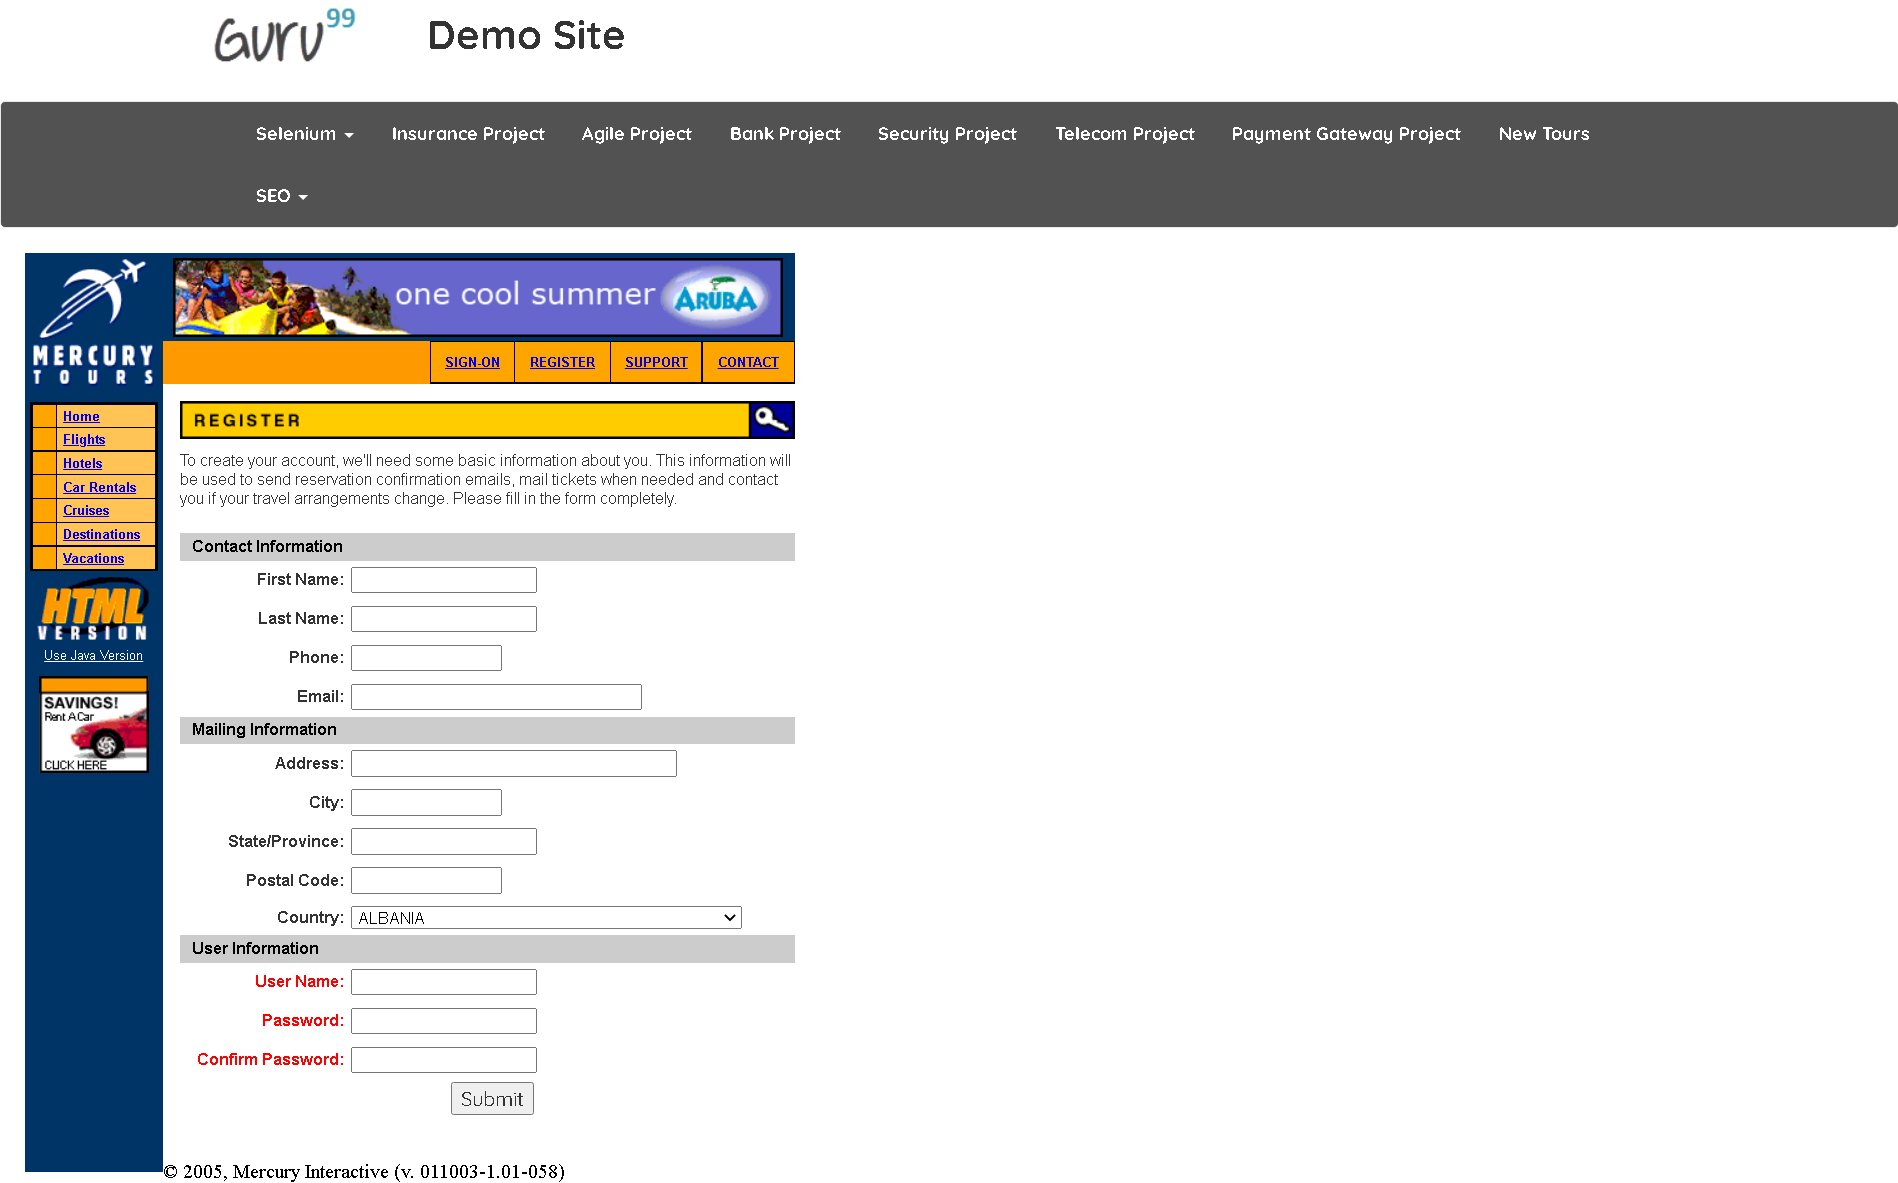 Guru99 Demo Site
Selenium Insurance Project Agile Project Bank Project Security Project Telecom Project Payment Gateway Project New Tours
SEO
MERCURY
TOURS
one cool summer ARUBA
SIGN-ON REGISTER SUPPORT CONTACT
Home
Flights
Hotels
Car Rentals
Cruises
Destinations
Vacations
HTML
VERSION
Use Java Version
SAVINGS!
Rent A Car
CLICK HERE
REGISTER
To create your account, we'll need some basic information about you. This information will
be used to send reservation confirmation emails, mail tickets when needed and contact
you if your travel arrangements change. Please fill in the form completely.
Contact Information
First Name:
Last Name:
Phone:
Email:
Mailing Information
Address:
City:
State/Province:
Postal Code:
Country: ALBANIA
User Information
User Name:
Password:
Confirm Password:
Submit
© 2005, Mercury Interactive (v. 011003-1.01-058)